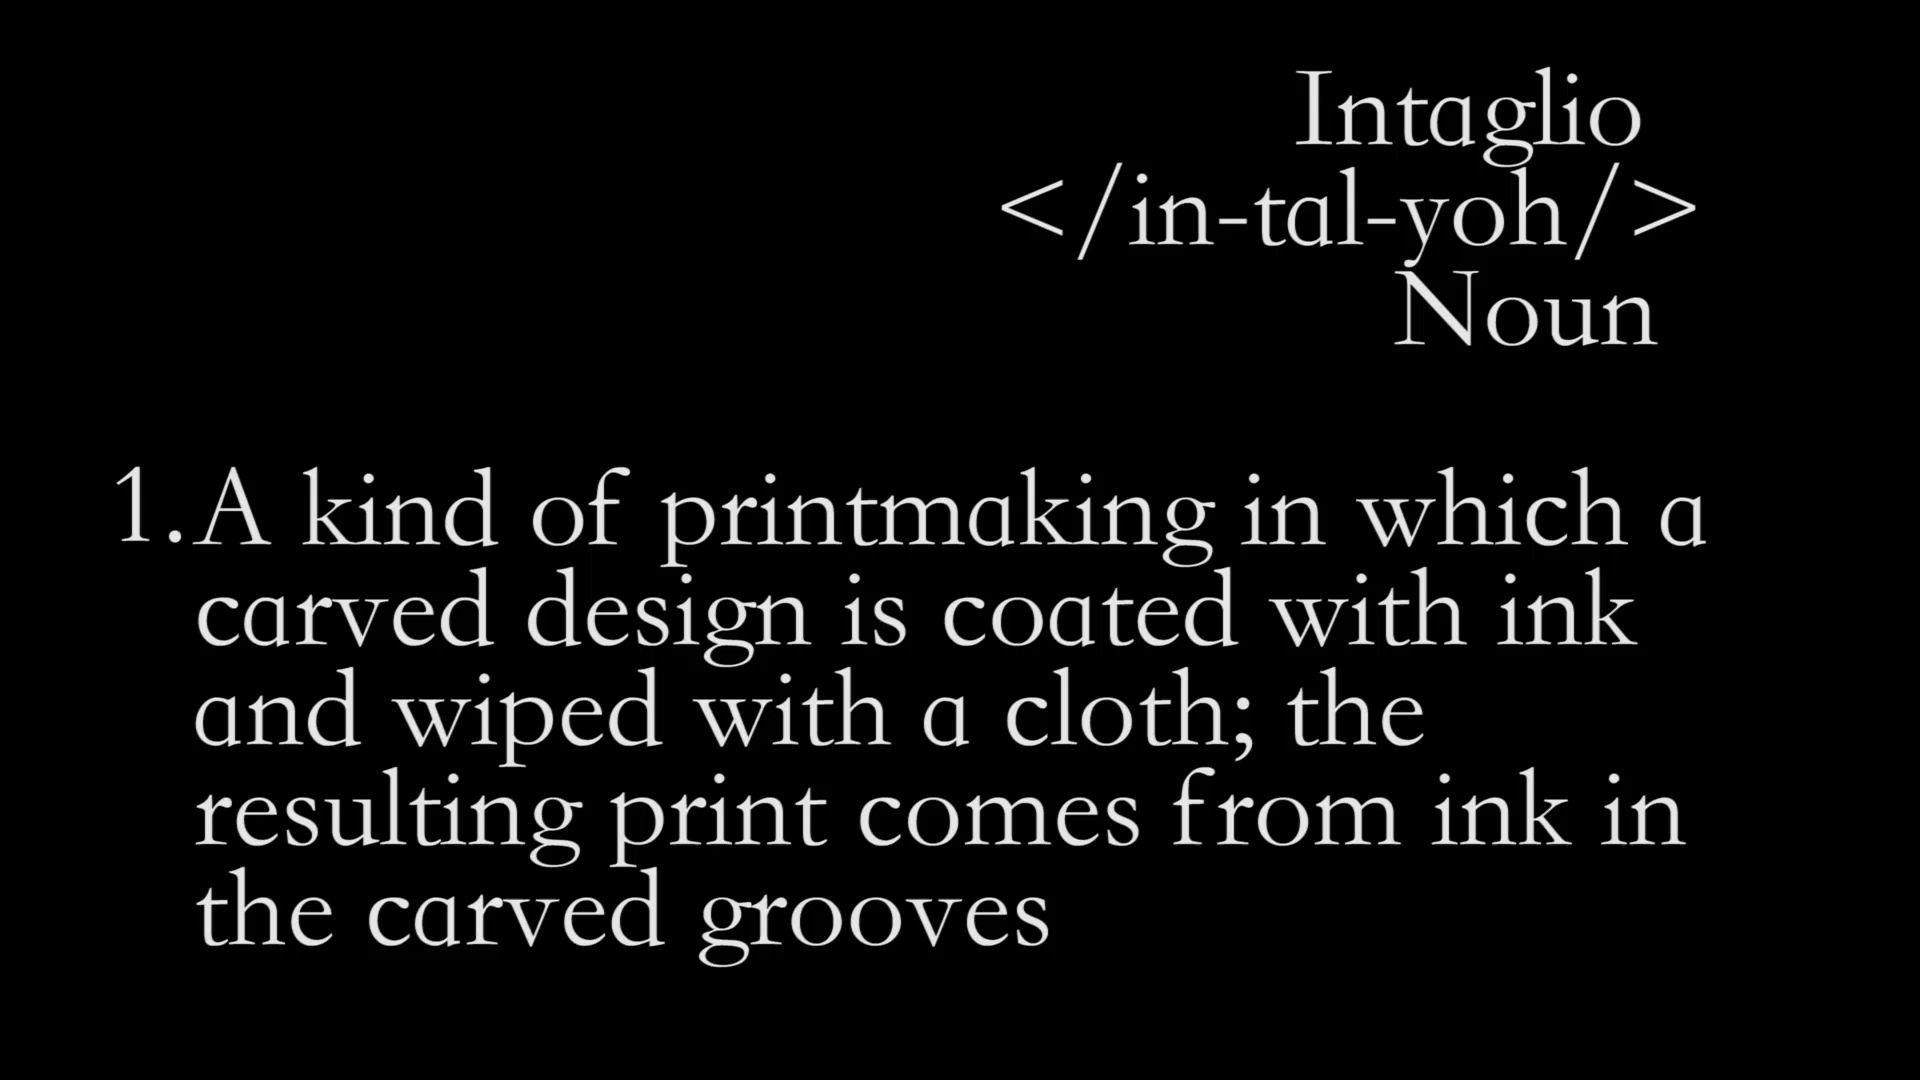 Intaglio
</in-tal-yoh/>
Noun
1. A kind of printmaking in which a
carved design is coated with ink
and wiped with a cloth; the
resulting print comes from ink in
the carved grooves